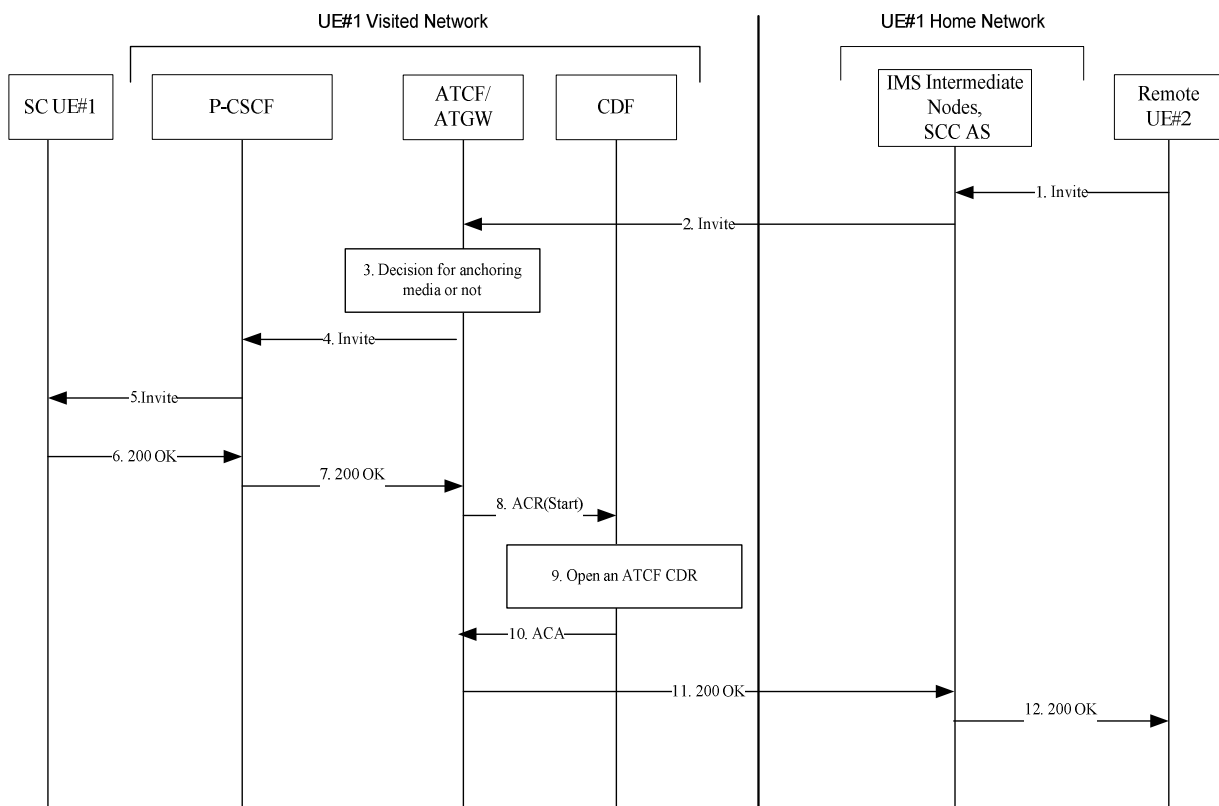 UE#1 Visited Network
UE#1 Home Network
SC UE#1
P-CSCF
ATCF/
ATGW
CDF
IMS Intermediate
Nodes,
SCC AS
Remote
UE#2
1. Invite
2. Invite
3. Decision for anchoring
media or not
4. Invite
5.Invite
6. 200 OK
7. 200 OK
8. ACR(Start)
9. Open an ATCF CDR
10. ACA
11. 200 OK
12. 200 OK